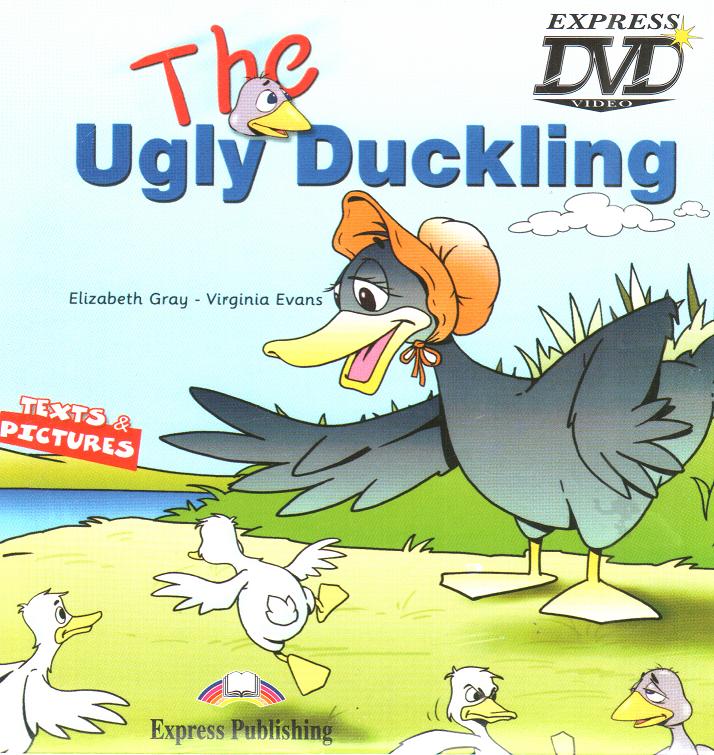 The
Ugly Duckling
EXPRESS
DVD
VIDEO
Elizabeth Gray - Virginia Evans
TEXTS &
PICTURES
Express Publishing